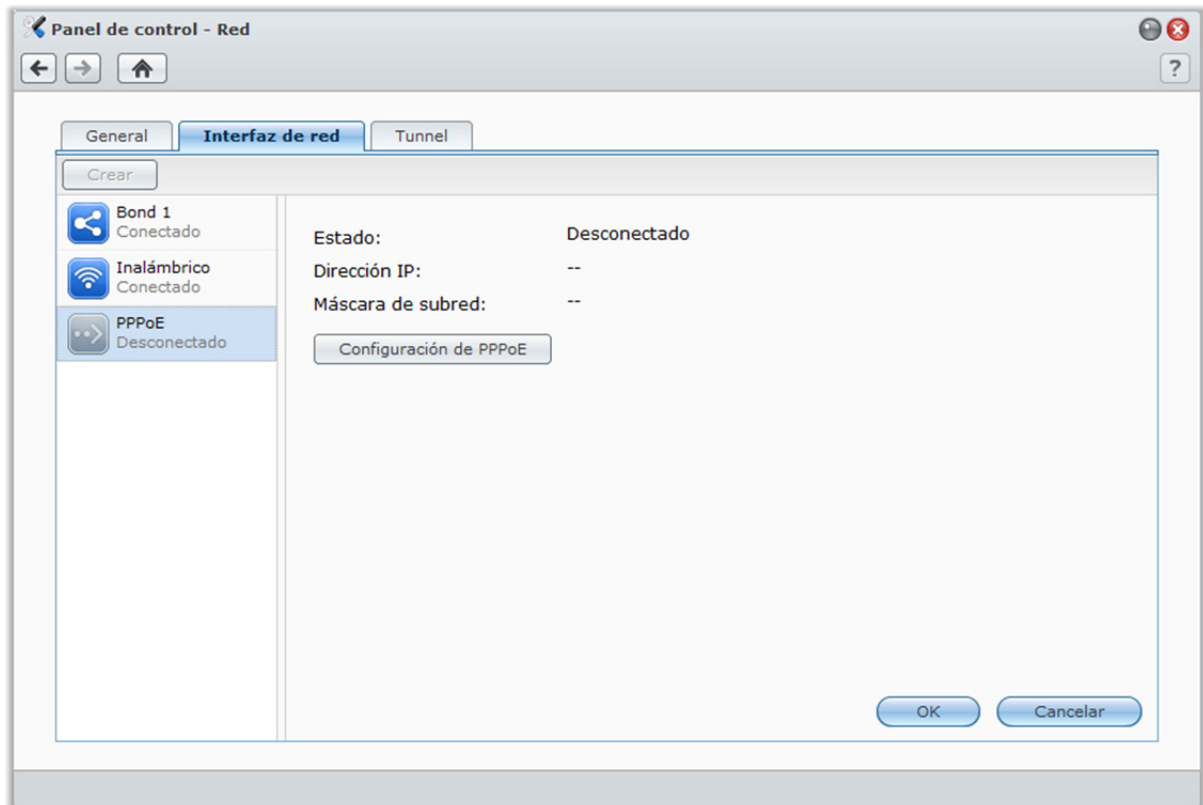 Panel de control - Red
?
General Interfaz de red Tunnel
Crear
Bond 1
Conectado
Inalámbrico
Conectado
PPPoE
Desconectado
Estado: Desconectado
Dirección IP: --
Máscara de subred: --
Configuración de PPPoE
OK Cancelar